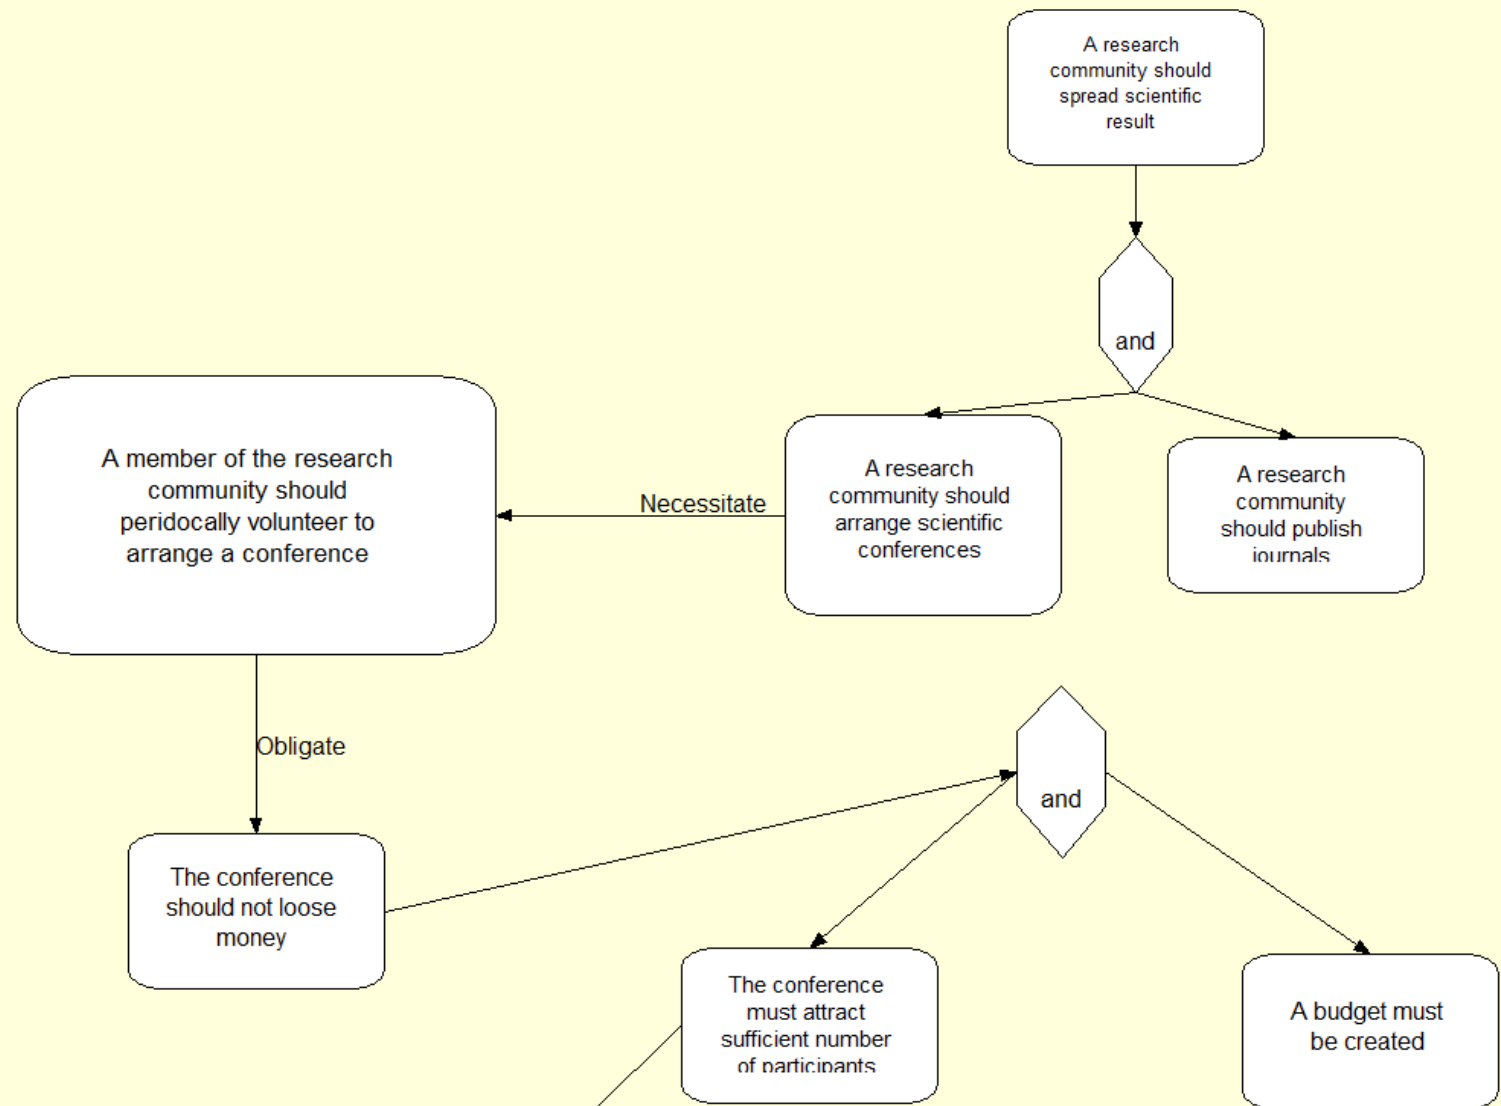 A research
community should
spread scientific
result
and
A member of the research
community should
peridocally volunteer to
arrange a conference
Necessitate
A research
community should
arrange scientific
conferences
A research
community
should publish
journals
Obligate
and
The conference
should not loose
money
The conference
must attract
sufficient number
of participants
A budget must
be created